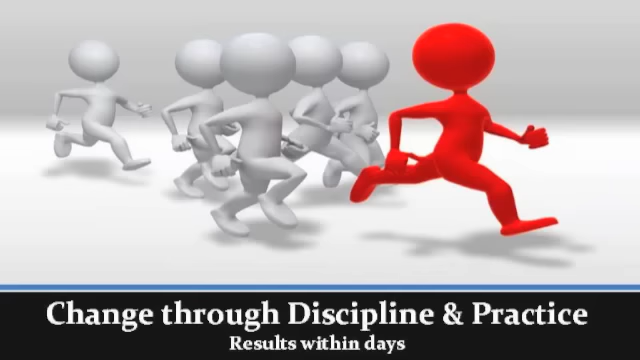 Change through Discipline & Practice
Results within days